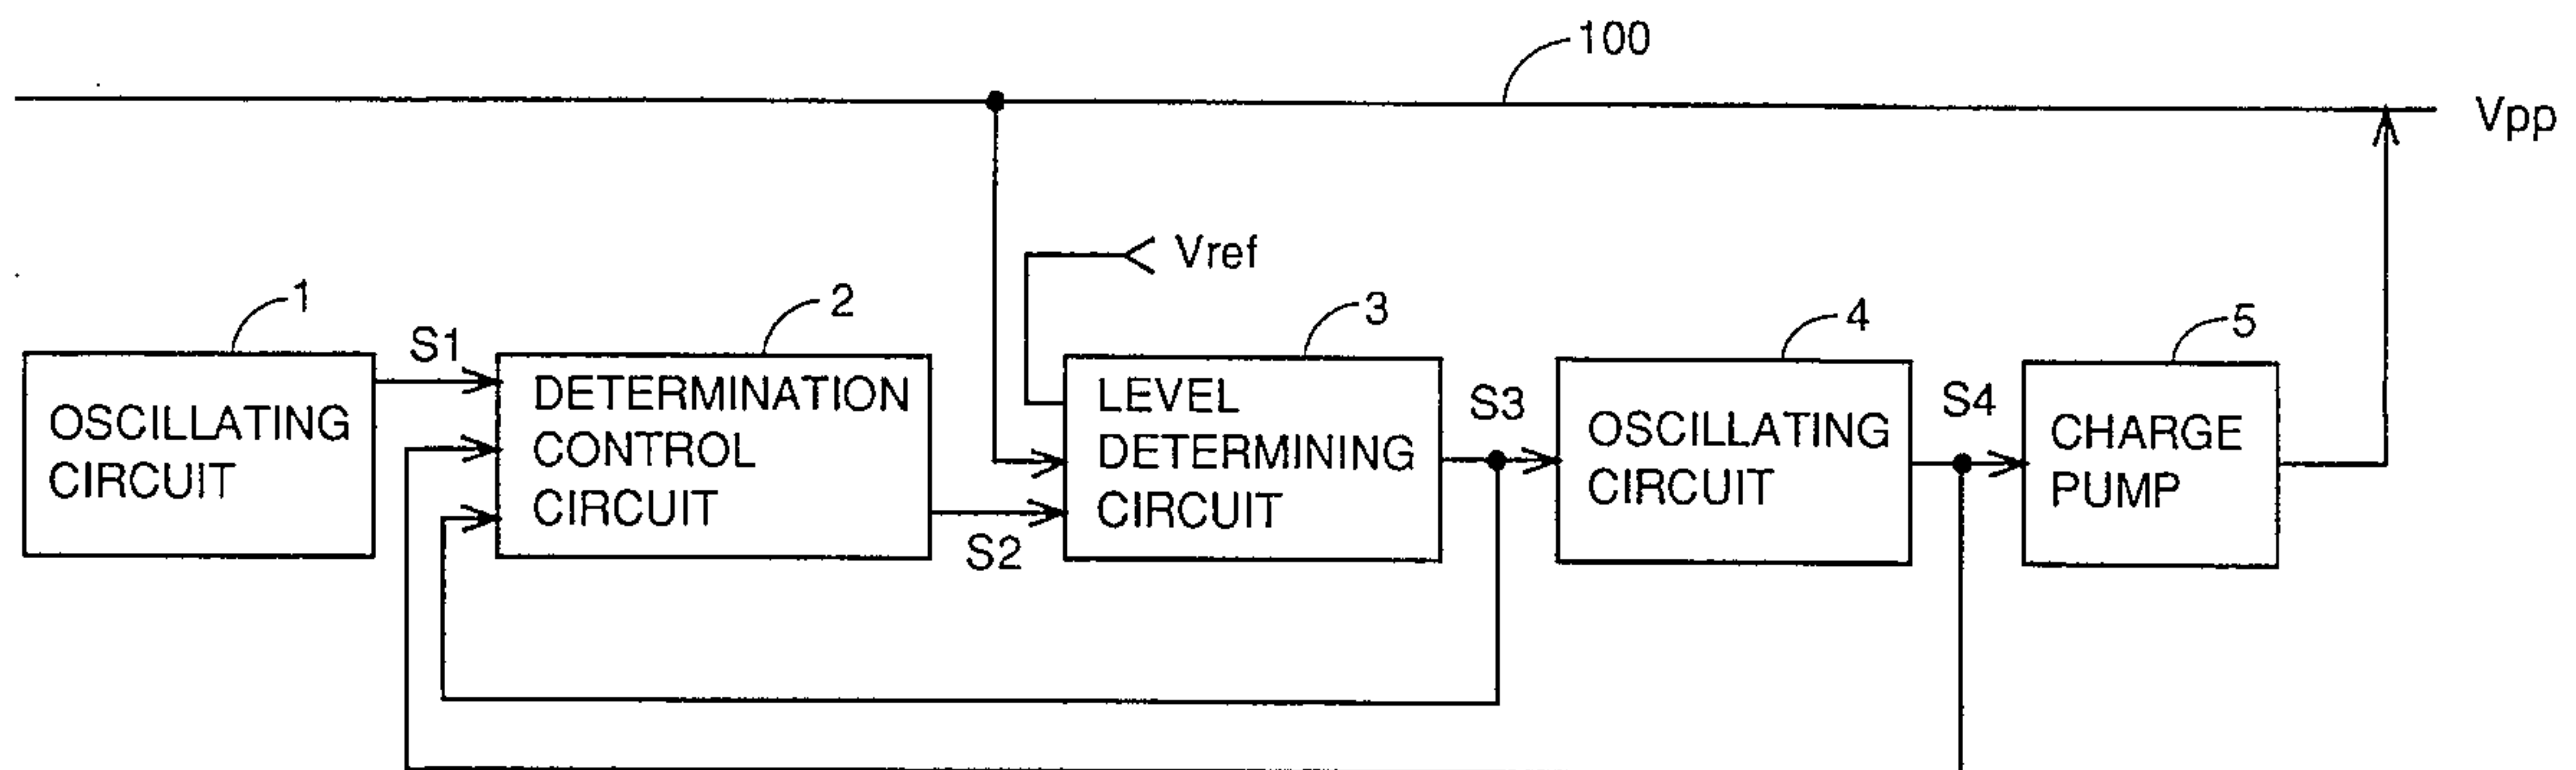 100
Vpp
Vref
1
S1
2
3
4
5
OSCILLATING
CIRCUIT
DETERMINATION
CONTROL
CIRCUIT
S2
LEVEL
DETERMINING
CIRCUIT
S3
OSCILLATING
CIRCUIT
S4
CHARGE
PUMP